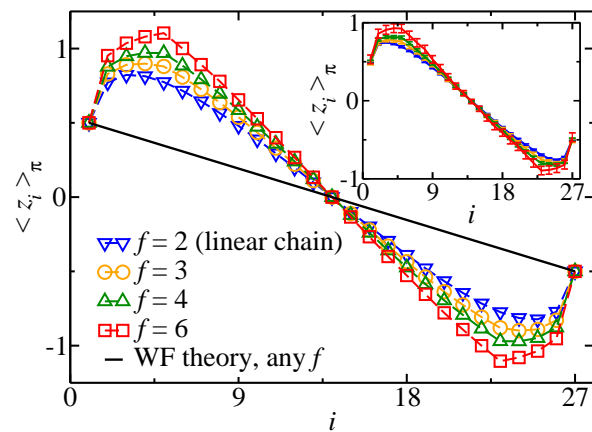 1
0
-1
< z_i >_π
0
9
18
27
i
f = 2 (linear chain)
f = 3
f = 4
f = 6
WF theory, any f
1
0
-1
< z_i >_π
0
9
18
27
i